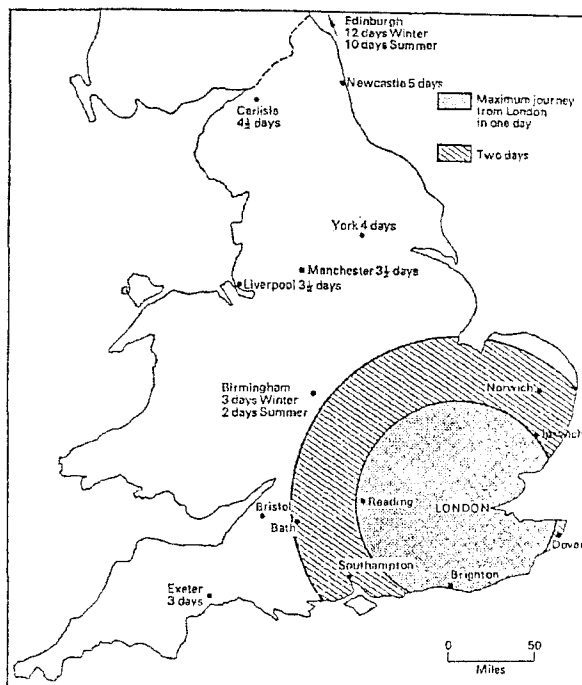 Edinburgh
12 days Winter
10 days Summer
Newcastle 5 days
Carlisle
4½ days
Maximum journey
from London
in one day
Two days
York 4 days
Manchester 3½ days
Liverpool 3½ days
Birmingham
3 days Winter
2 days Summer
Norwich
Ipswich
Reading
LONDON
Bristol
Bath
Dover
Southampton
Brighton
Exeter
3 days
0 50
Miles